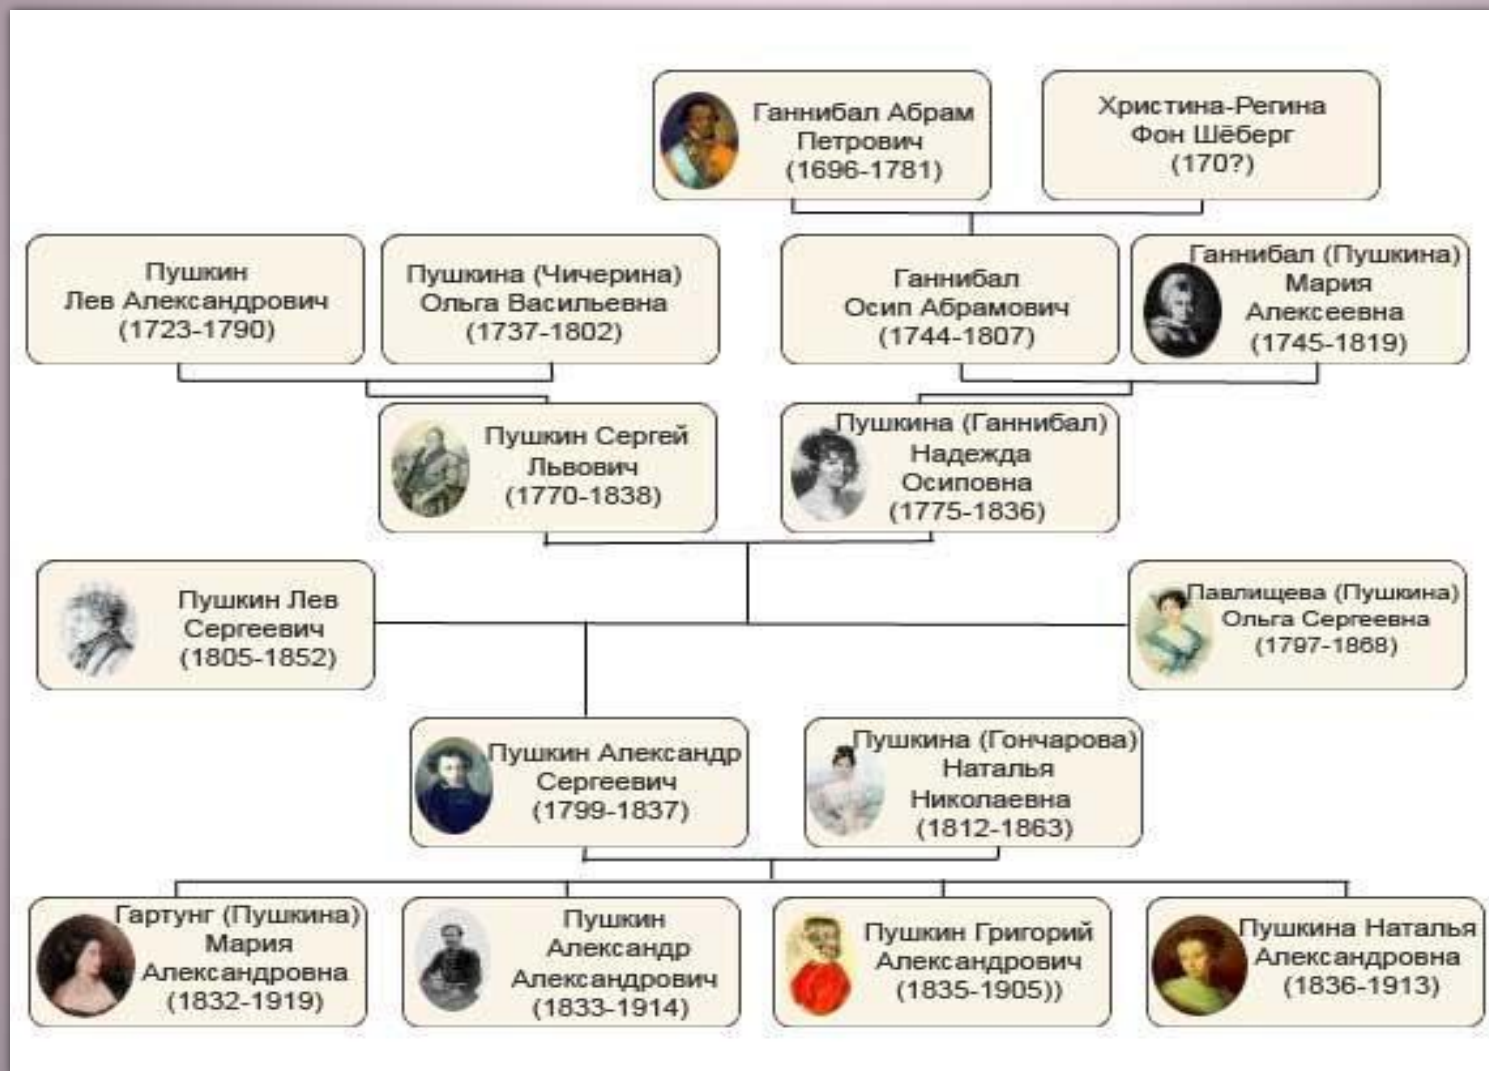 Ганнибал Абрам
Петрович
(1696-1781)
Христина-Регина
Фон Шёберг
(170?)
Пушкин
Лев Александрович
(1723-1790)
Пушкина (Чичерина)
Ольга Васильевна
(1737-1802)
Ганнибал
Осип Абрамович
(1744-1807)
Ганнибал (Пушкина)
Мария
Алексеевна
(1745-1819)
Пушкин Сергей
Львович
(1770-1838)
Пушкина (Ганнибал)
Надежда
Осиповна
(1775-1836)
Пушкин Лев
Сергеевич
(1805-1852)
Павлищева (Пушкина)
Ольга Сергеевна
(1797-1868)
Пушкин Александр
Сергеевич
(1799-1837)
Пушкина (Гончарова)
Наталья
Николаевна
(1812-1863)
Гартунг (Пушкина)
Мария
Александровна
(1832-1919)
Пушкин
Александр
Александрович
(1833-1914)
Пушкин Григорий
Александрович
(1835-1905))
Пушкина Наталья
Александровна
(1836-1913)